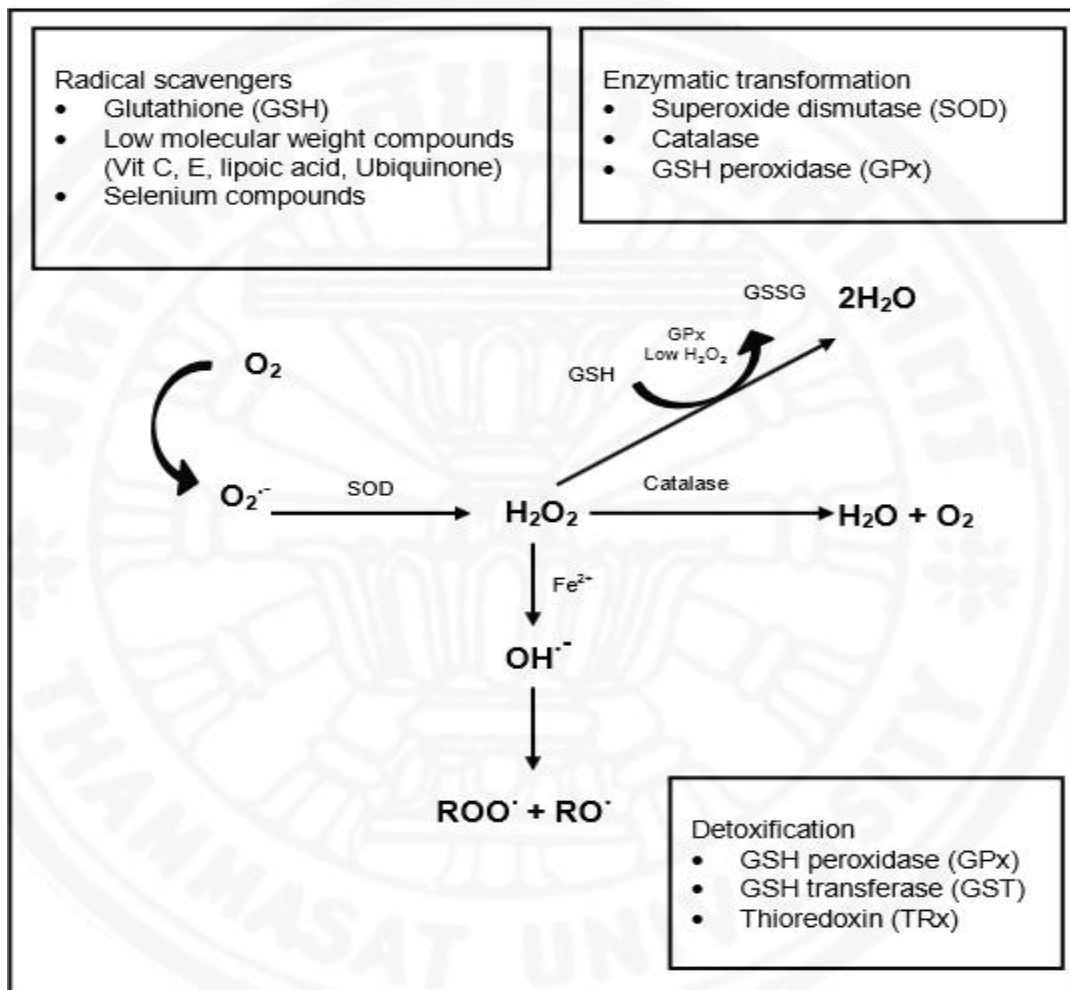 Radical scavengers
• Glutathione (GSH)
• Low molecular weight compounds
(Vit C, E, lipoic acid, Ubiquinone)
• Selenium compounds
Enzymatic transformation
• Superoxide dismutase (SOD)
• Catalase
• GSH peroxidase (GPx)
GSSG
2H₂O
GPx
Low H₂O₂
GSH
O₂
O₂·⁻
SOD
H₂O₂
Catalase
H₂O + O₂
Fe²⁺
OH·⁻
ROO· + RO·
Detoxification
• GSH peroxidase (GPx)
• GSH transferase (GST)
• Thioredoxin (TRx)
THAMMASAT UNIVERSITY